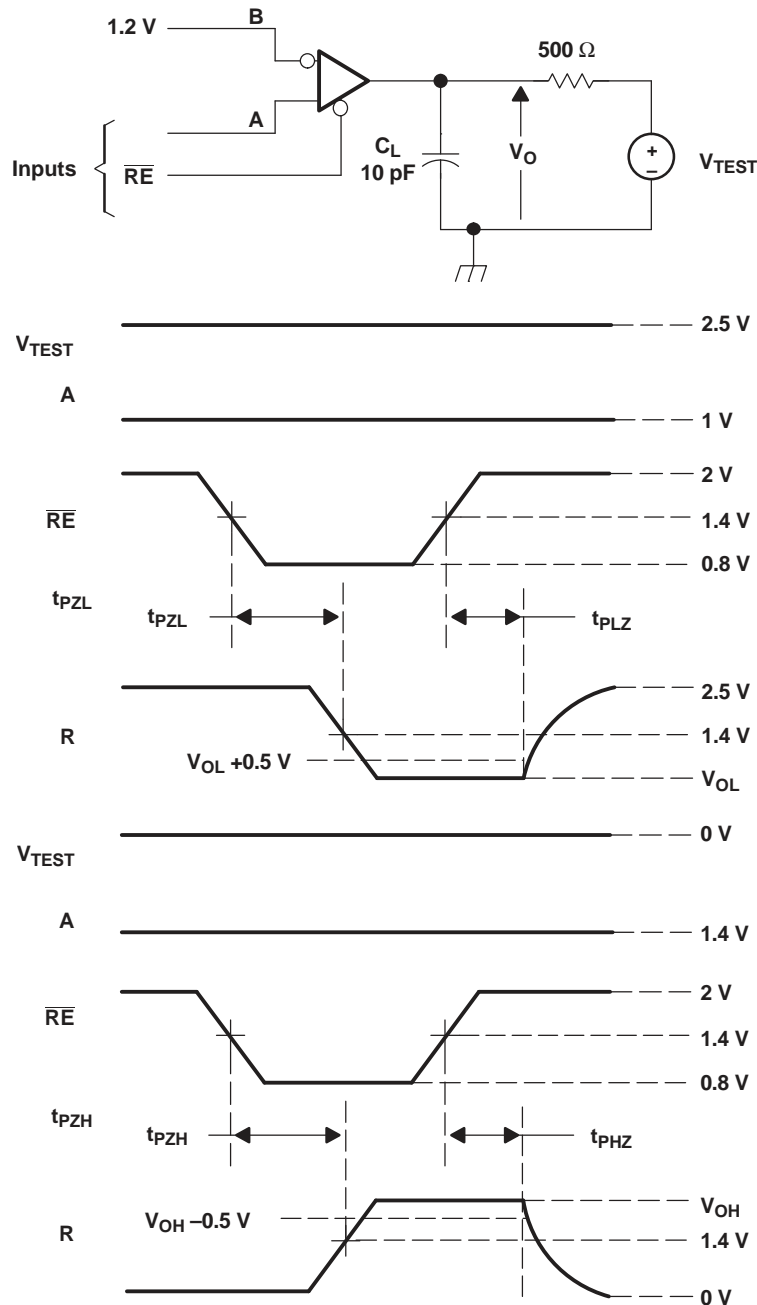 B
1.2 V
500 Ω
A
Inputs
RE
C_L
10 pF
V_O
+
–
V_TEST
2.5 V
V_TEST
A
1 V
2 V
RE
1.4 V
0.8 V
t_PZL
t_PZL
t_PLZ
2.5 V
R
1.4 V
V_OL +0.5 V
V_OL
0 V
V_TEST
A
1.4 V
2 V
RE
1.4 V
0.8 V
t_PZH
t_PZH
t_PHZ
V_OH
V_OH –0.5 V
R
1.4 V
0 V